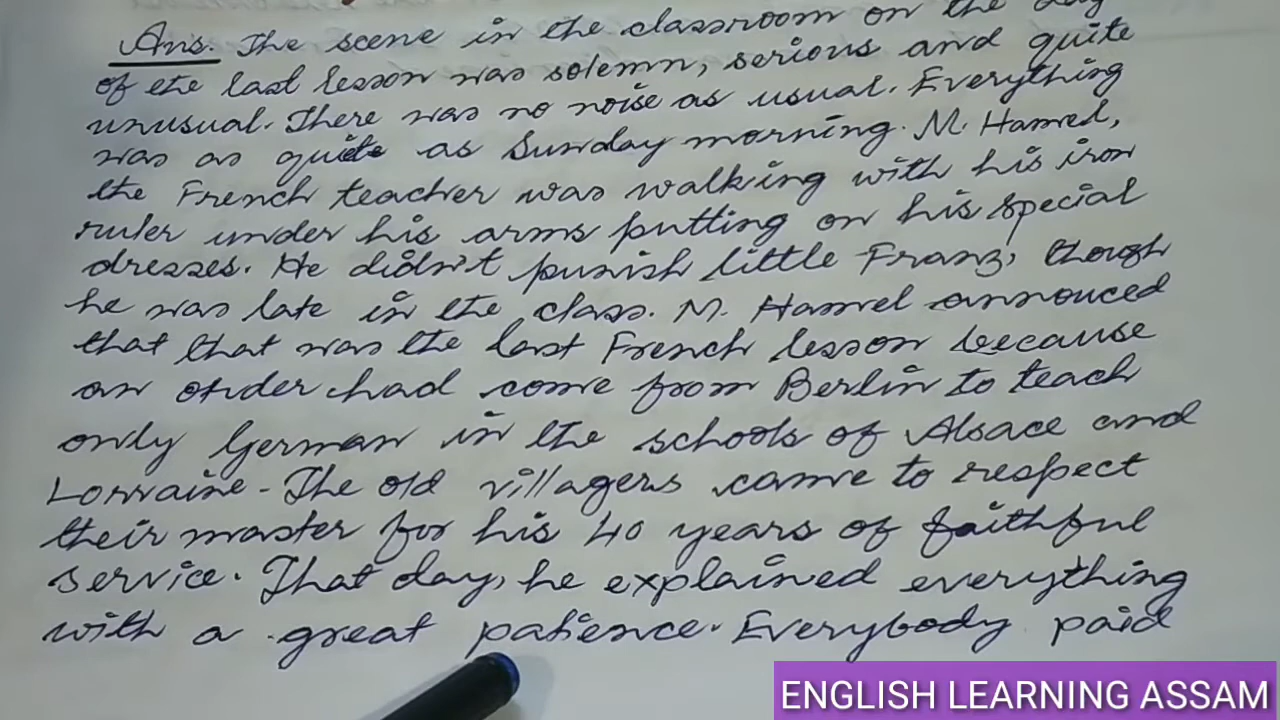 Ans. The scene in the classroom on the day
of the last lesson was solemn, serious and quite
unusual. There was no noise as usual. Everything
was as quite as Sunday morning. M. Hamel,
the French teacher was walking with his iron
ruler under his arms putting on his special
dresses. He didn't punish little Franz, though
he was late in the class. M. Hamel annouced
that that was the last French lesson because
an order had come from Berlin to teach
only German in the schools of Alsace and
Lorraine. The old villagers came to respect
their master for his 40 years of faithful
service. That day, he explained everything
with a great patience. Everybody paid
ENGLISH LEARNING ASSAM